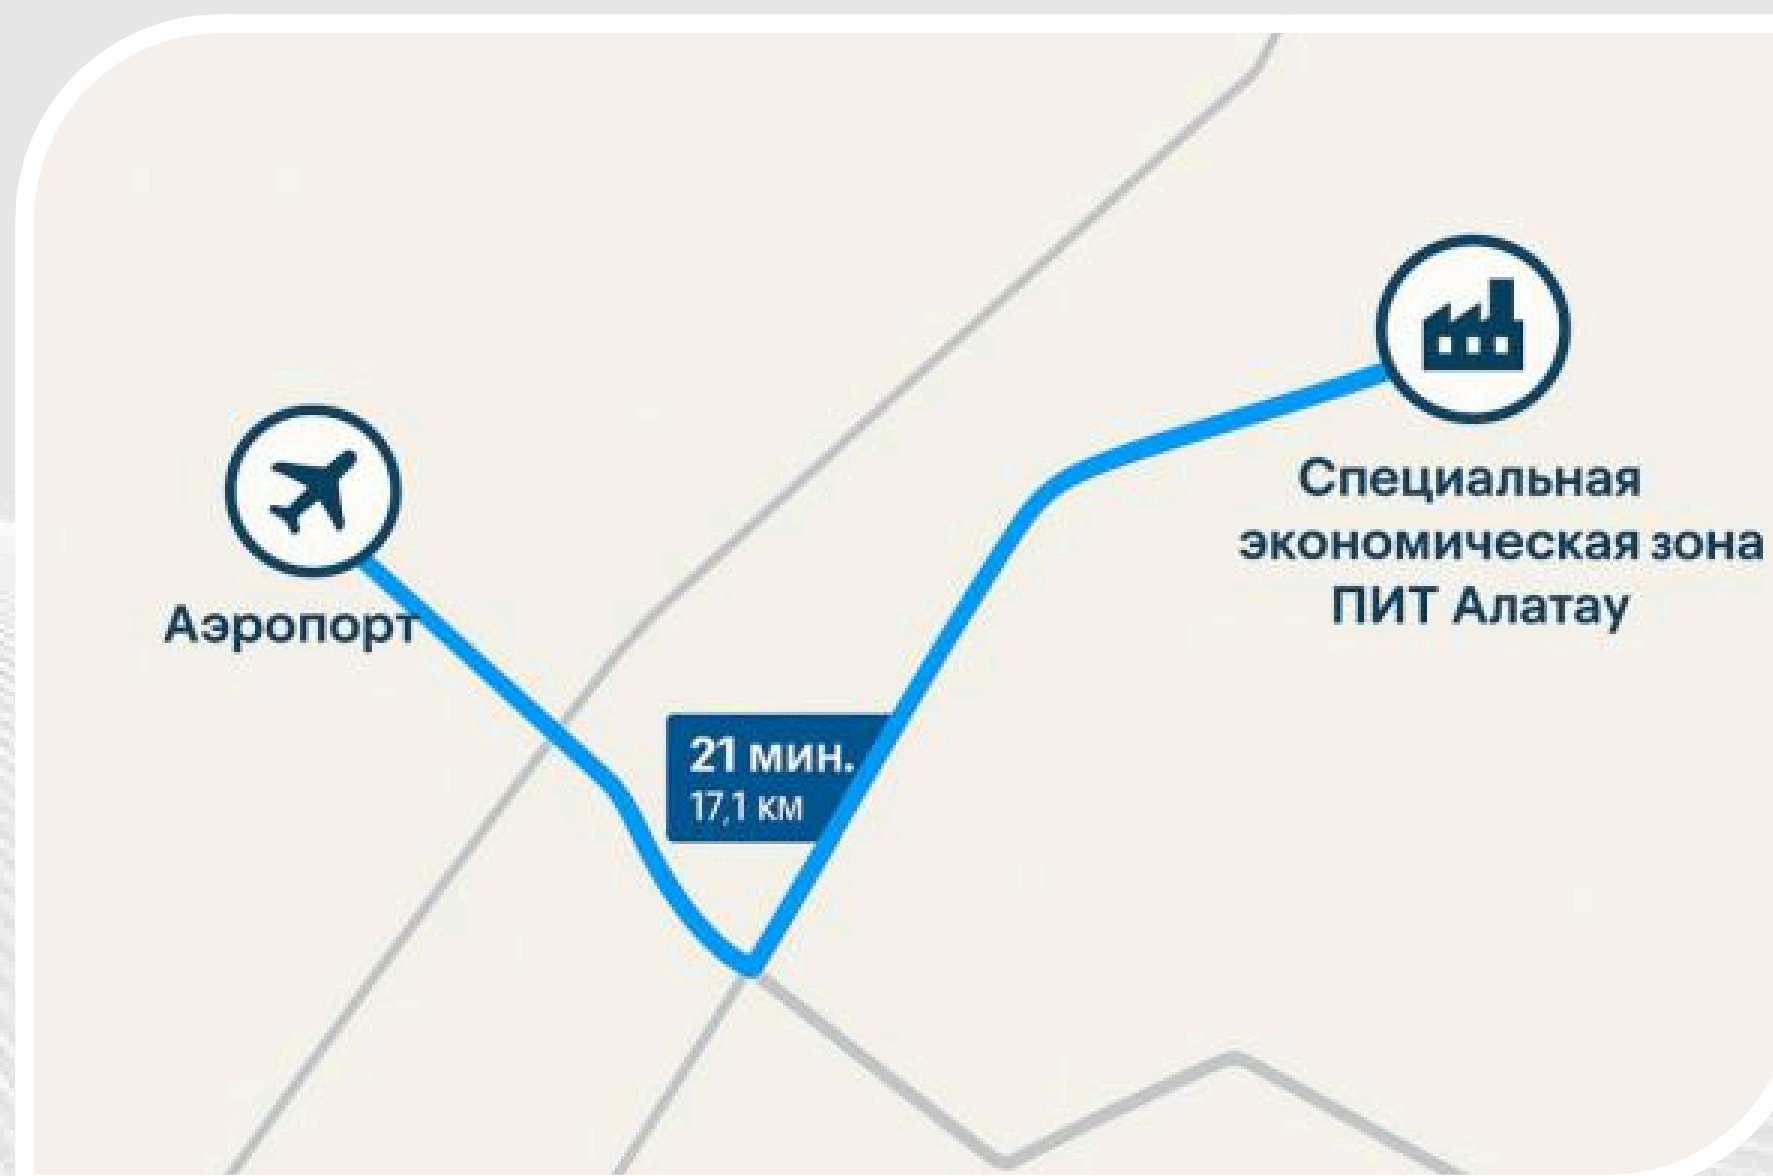 Аэропорт
Специальная
экономическая зона
ПИТ Алатау
21 мин.
17,1 км